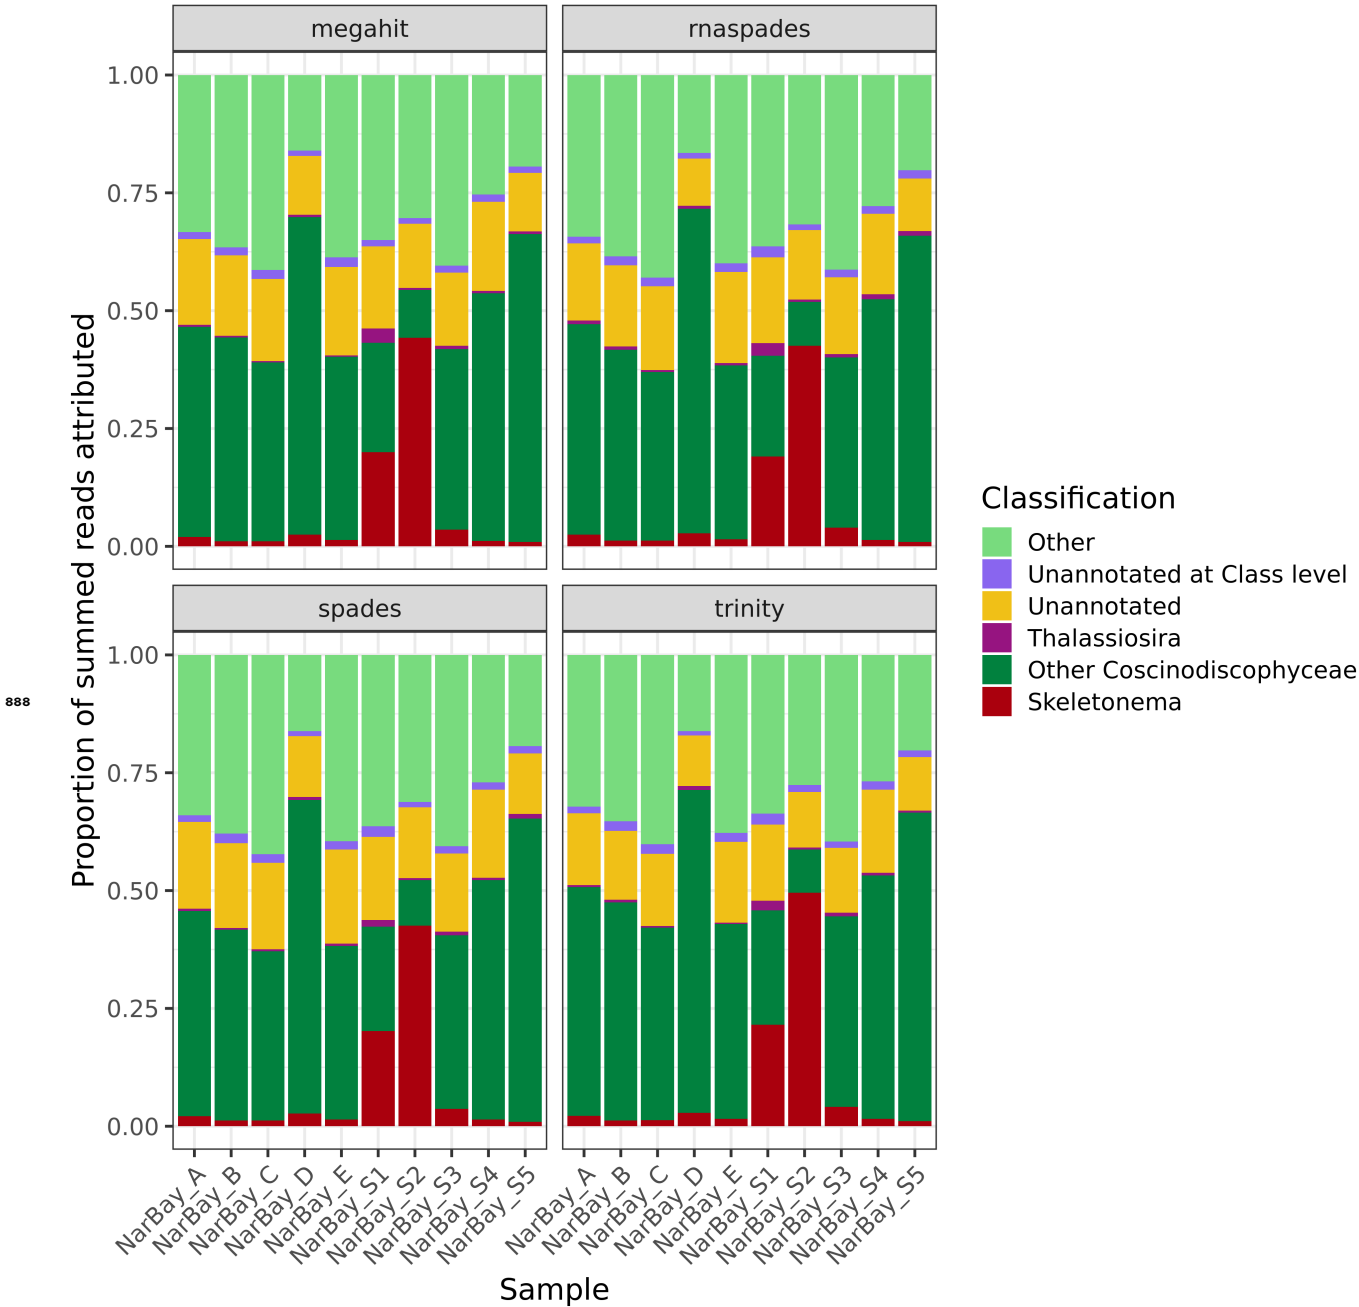 megahit
rnaspades
1.00
0.75
0.50
0.25
0.00
spades
trinity
1.00
0.75
0.50
0.25
0.00
Proportion of summed reads attributed
888
NarBay_A
NarBay_B
NarBay_C
NarBay_D
NarBay_E
NarBay_S1
NarBay_S2
NarBay_S3
NarBay_S4
NarBay_S5
NarBay_A
NarBay_B
NarBay_C
NarBay_D
NarBay_E
NarBay_S1
NarBay_S2
NarBay_S3
NarBay_S4
NarBay_S5
Sample
Classification
Other
Unannotated at Class level
Unannotated
Thalassiosira
Other Coscinodiscophyceae
Skeletonema